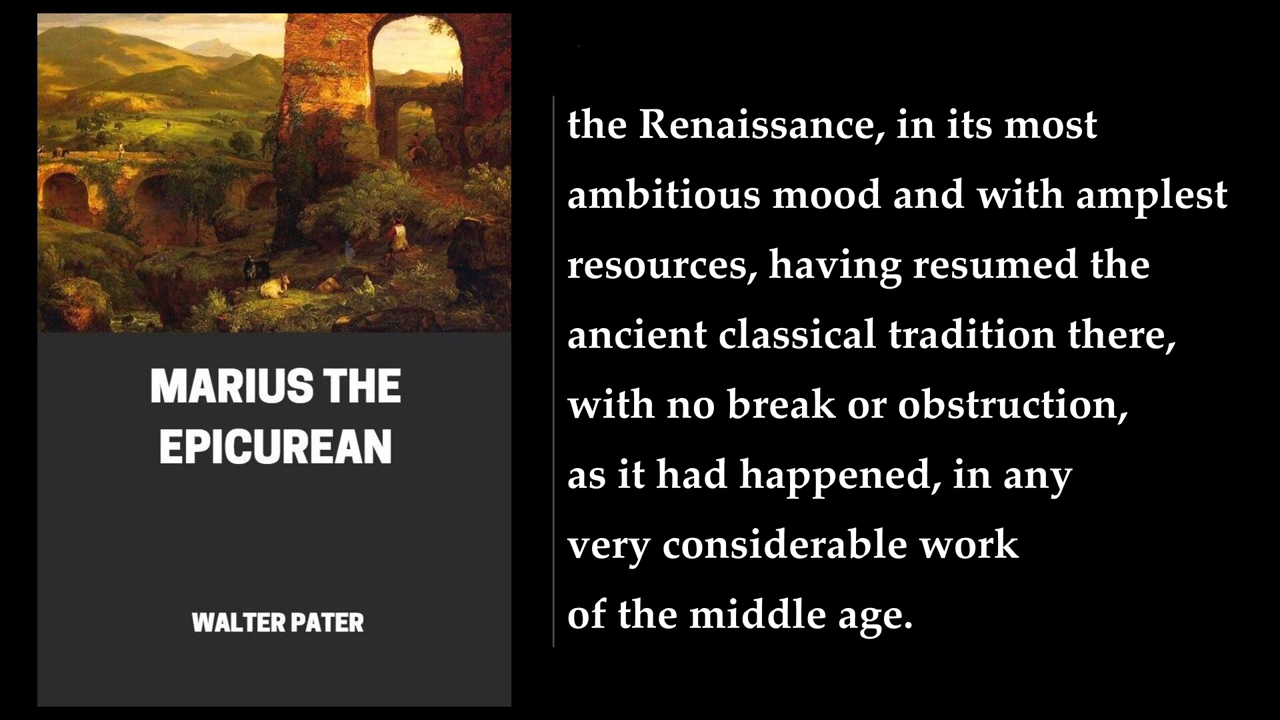 MARIUS THE
EPICUREAN
WALTER PATER
the Renaissance, in its most
ambitious mood and with amplest
resources, having resumed the
ancient classical tradition there,
with no break or obstruction,
as it had happened, in any
very considerable work
of the middle age.